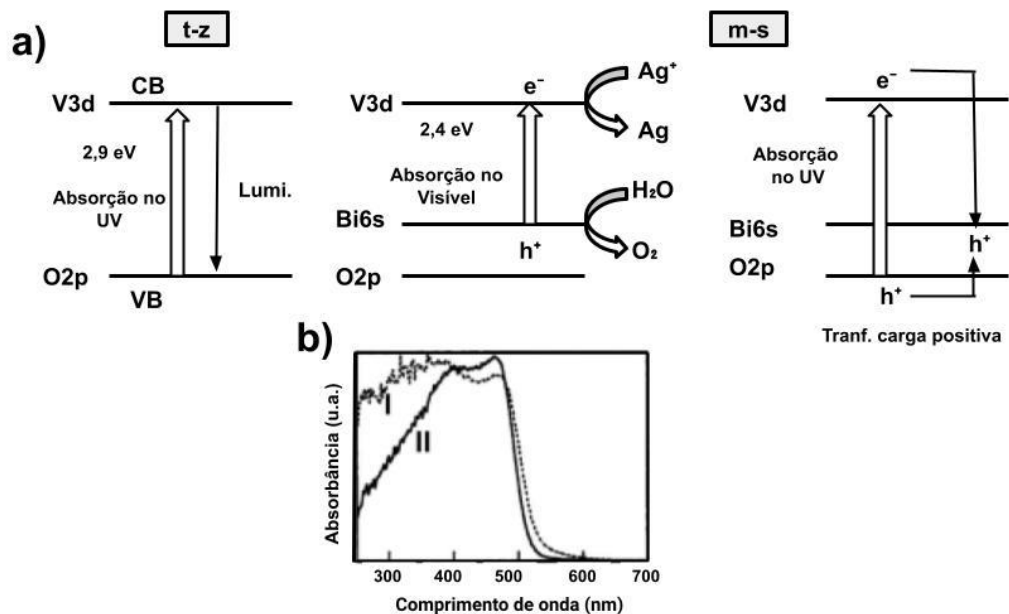 a)
t-z
CB
V3d
2,9 eV
Absorção no
UV
Lumi.
O2p
VB
V3d
e⁻
Ag⁺
Ag
2,4 eV
Absorção no
Visível
H₂O
Bi6s
h⁺
O₂
O2p
m-s
e⁻
V3d
Absorção
no UV
Bi6s
h⁺
O2p
h⁺
Tranf. carga positiva
b)
Absorbância (u.a.)
I
II
300 400 500 600 700
Comprimento de onda (nm)